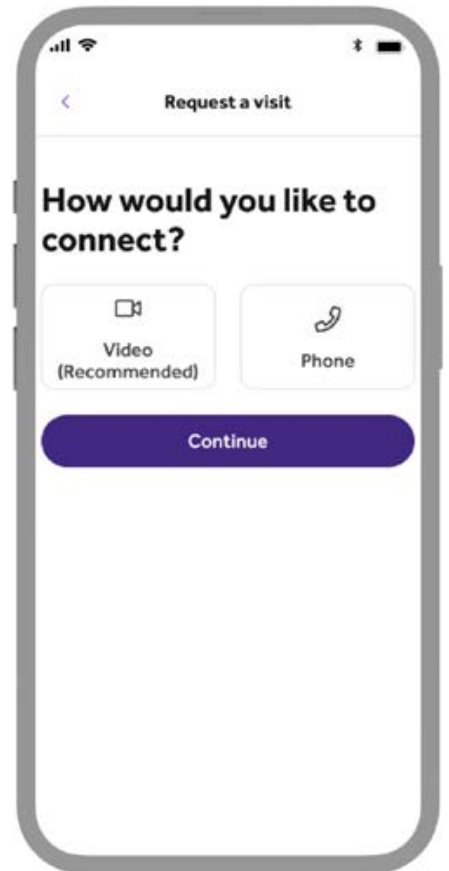 Request a visit
How would you like to
connect?
Video
(Recommended)
Phone
Continue